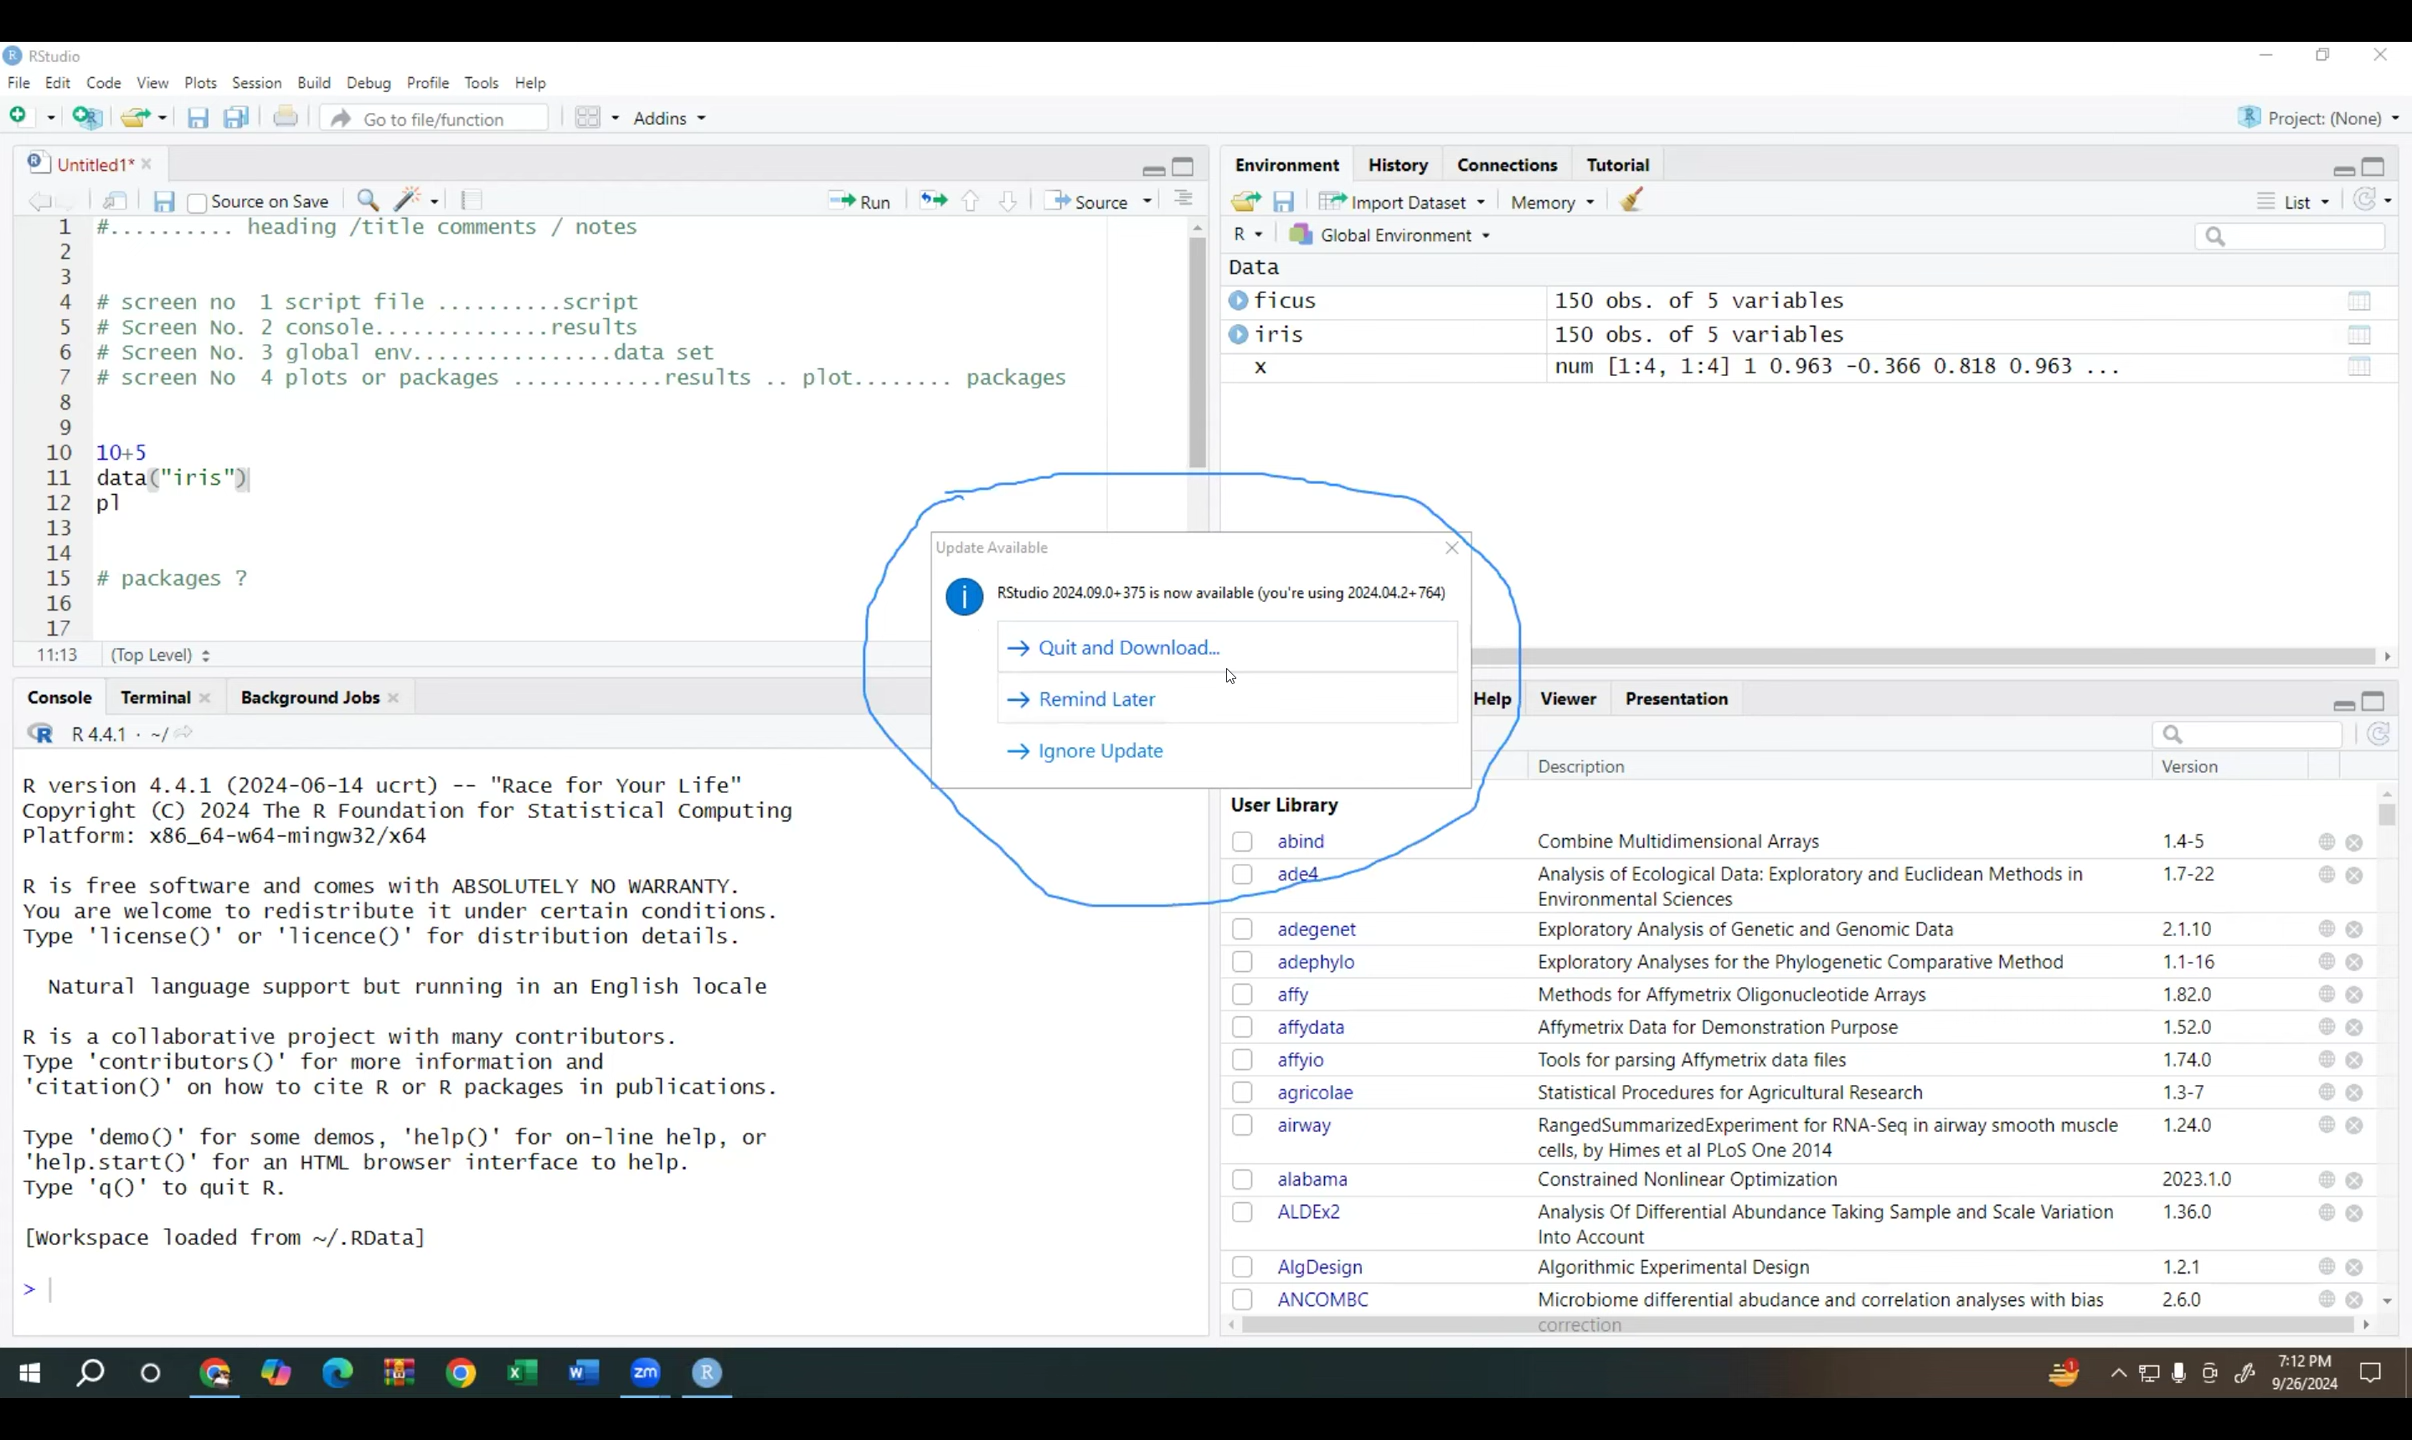 RStudio
File Edit Code View Plots Session Build Debug Profile Tools Help
Go to file/function Addins Project: (None)
Untitled1*
Source on Save Run Source
1 #.......... heading /title comments / notes
2
3
4 # screen no 1 script file ..........script
5 # Screen No. 2 console..............results
6 # Screen No. 3 global env................data set
7 # screen No 4 plots or packages ............results .. plot........ packages
8
9
10 10+5
11 data("iris")
12 pl
13
14
15 # packages ?
16
17
11:13 (Top Level)
Environment History Connections Tutorial
Import Dataset Memory List
R Global Environment
Data
ficus 150 obs. of 5 variables
iris 150 obs. of 5 variables
x num [1:4, 1:4] 1 0.963 -0.366 0.818 0.963 ...
Update Available
RStudio 2024.09.0+375 is now available (you're using 2024.04.2+764)
Quit and Download...
Remind Later
Ignore Update
Console Terminal Background Jobs
R 4.4.1 · ~/
R version 4.4.1 (2024-06-14 ucrt) -- "Race for Your Life"
Copyright (C) 2024 The R Foundation for Statistical Computing
Platform: x86_64-w64-mingw32/x64
R is free software and comes with ABSOLUTELY NO WARRANTY.
You are welcome to redistribute it under certain conditions.
Type 'license()' or 'licence()' for distribution details.
Natural language support but running in an English locale
R is a collaborative project with many contributors.
Type 'contributors()' for more information and
'citation()' on how to cite R or R packages in publications.
Type 'demo()' for some demos, 'help()' for on-line help, or
'help.start()' for an HTML browser interface to help.
Type 'q()' to quit R.
[Workspace loaded from ~/.RData]
>
Help Viewer Presentation
Description Version
User Library
abind Combine Multidimensional Arrays 1.4-5
ade4 Analysis of Ecological Data: Exploratory and Euclidean Methods in 1.7-22
Environmental Sciences
adegenet Exploratory Analysis of Genetic and Genomic Data 2.1.10
adephylo Exploratory Analyses for the Phylogenetic Comparative Method 1.1-16
affy Methods for Affymetrix Oligonucleotide Arrays 1.82.0
affydata Affymetrix Data for Demonstration Purpose 1.52.0
affyio Tools for parsing Affymetrix data files 1.74.0
agricolae Statistical Procedures for Agricultural Research 1.3-7
airway RangedSummarizedExperiment for RNA-Seq in airway smooth muscle 1.24.0
cells, by Himes et al PLoS One 2014
alabama Constrained Nonlinear Optimization 2023.1.0
ALDEx2 Analysis Of Differential Abundance Taking Sample and Scale Variation 1.36.0
Into Account
AlgDesign Algorithmic Experimental Design 1.2.1
ANCOMBC Microbiome differential abudance and correlation analyses with bias 2.6.0
correction
zm
7:12 PM
9/26/2024